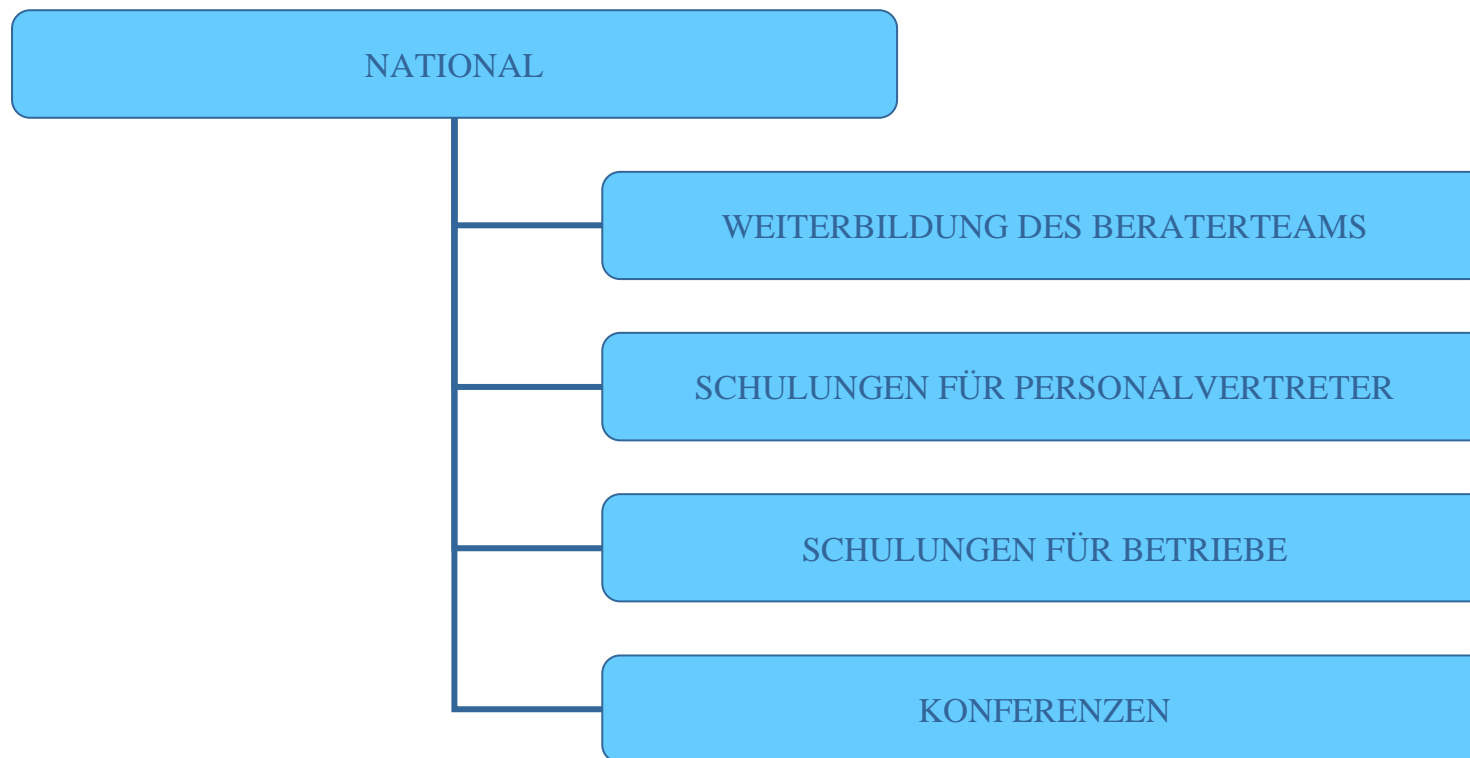 NATIONAL
WEITERBILDUNG DES BERATERTEAMS
SCHULUNGEN FÜR PERSONALVERTRETER
SCHULUNGEN FÜR BETRIEBE
KONFERENZEN